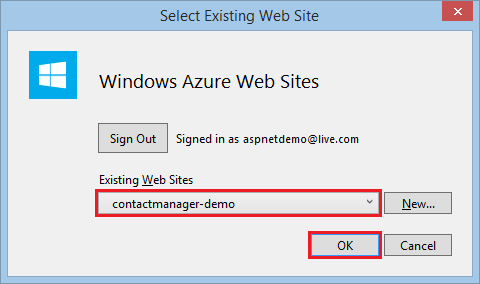 Select Existing Web Site
Windows Azure Web Sites
Sign Out Signed in as aspnetdemo@live.com
Existing Web Sites
contactmanager-demo New...
OK Cancel